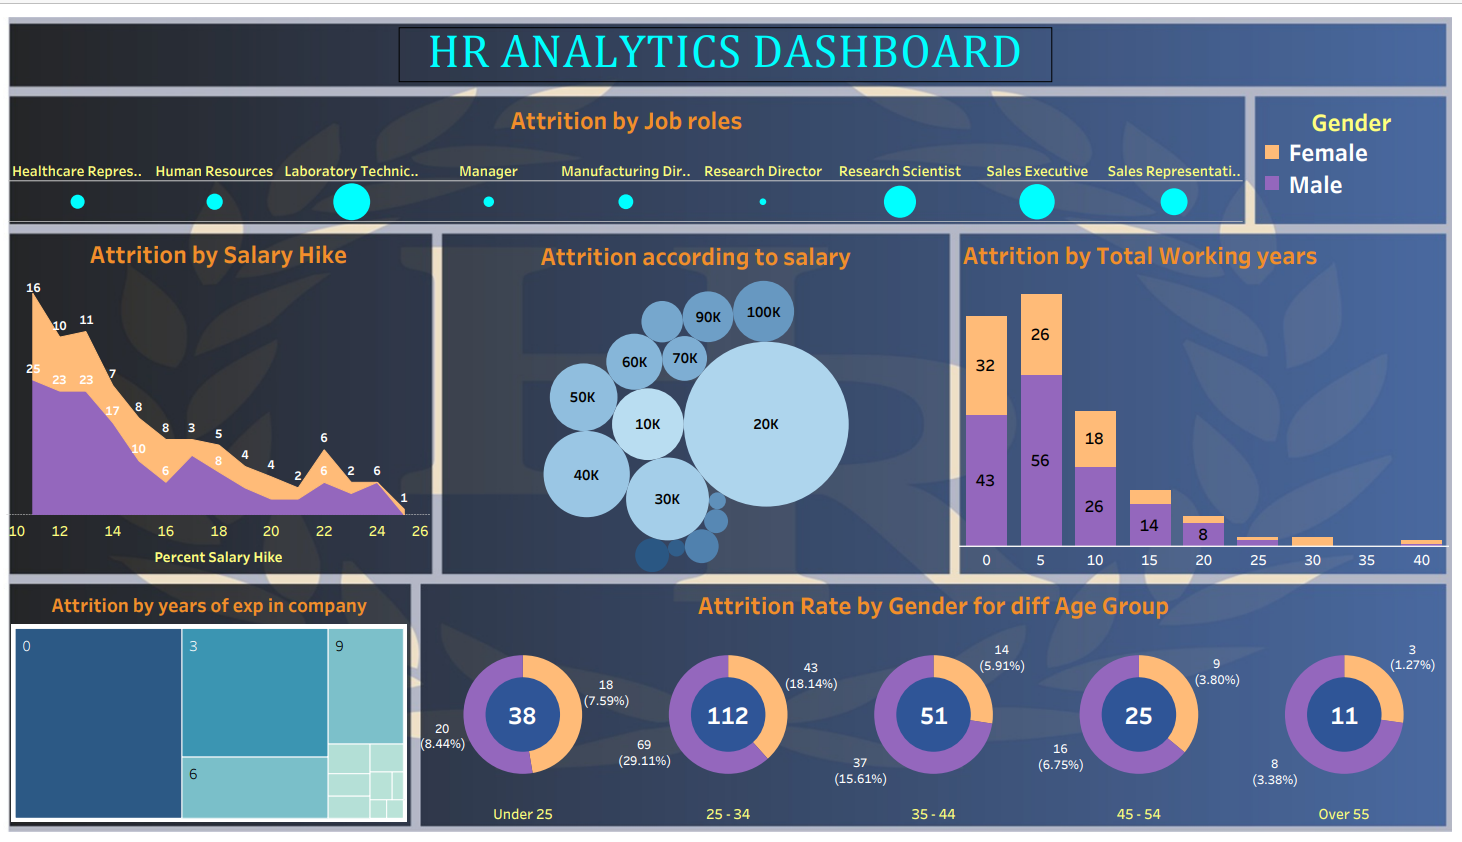 HR ANALYTICS DASHBOARD
Attrition by Job roles
Healthcare Repres.. Human Resources Laboratory Technic.. Manager Manufacturing Dir.. Research Director Research Scientist Sales Executive Sales Representati..
Gender
Female
Male
Attrition by Salary Hike
16
10
11
7
8
8
3
5
4
4
2
6
2
6
1
25
23
23
17
10
6
8
6
10 12 14 16 18 20 22 24 26
Percent Salary Hike
Attrition according to salary
90K
100K
60K
70K
50K
10K
20K
40K
30K
Attrition by Total Working years
32
26
18
43
56
26
14
8
0 5 10 15 20 25 30 35 40
Attrition by years of exp in company
0
3
9
6
Attrition Rate by Gender for diff Age Group
18
(7.59%)
38
20
(8.44%)
43
(18.14%)
112
69
(29.11%)
14
(5.91%)
51
37
(15.61%)
9
(3.80%)
25
16
(6.75%)
3
(1.27%)
11
8
(3.38%)
Under 25
25 - 34
35 - 44
45 - 54
Over 55